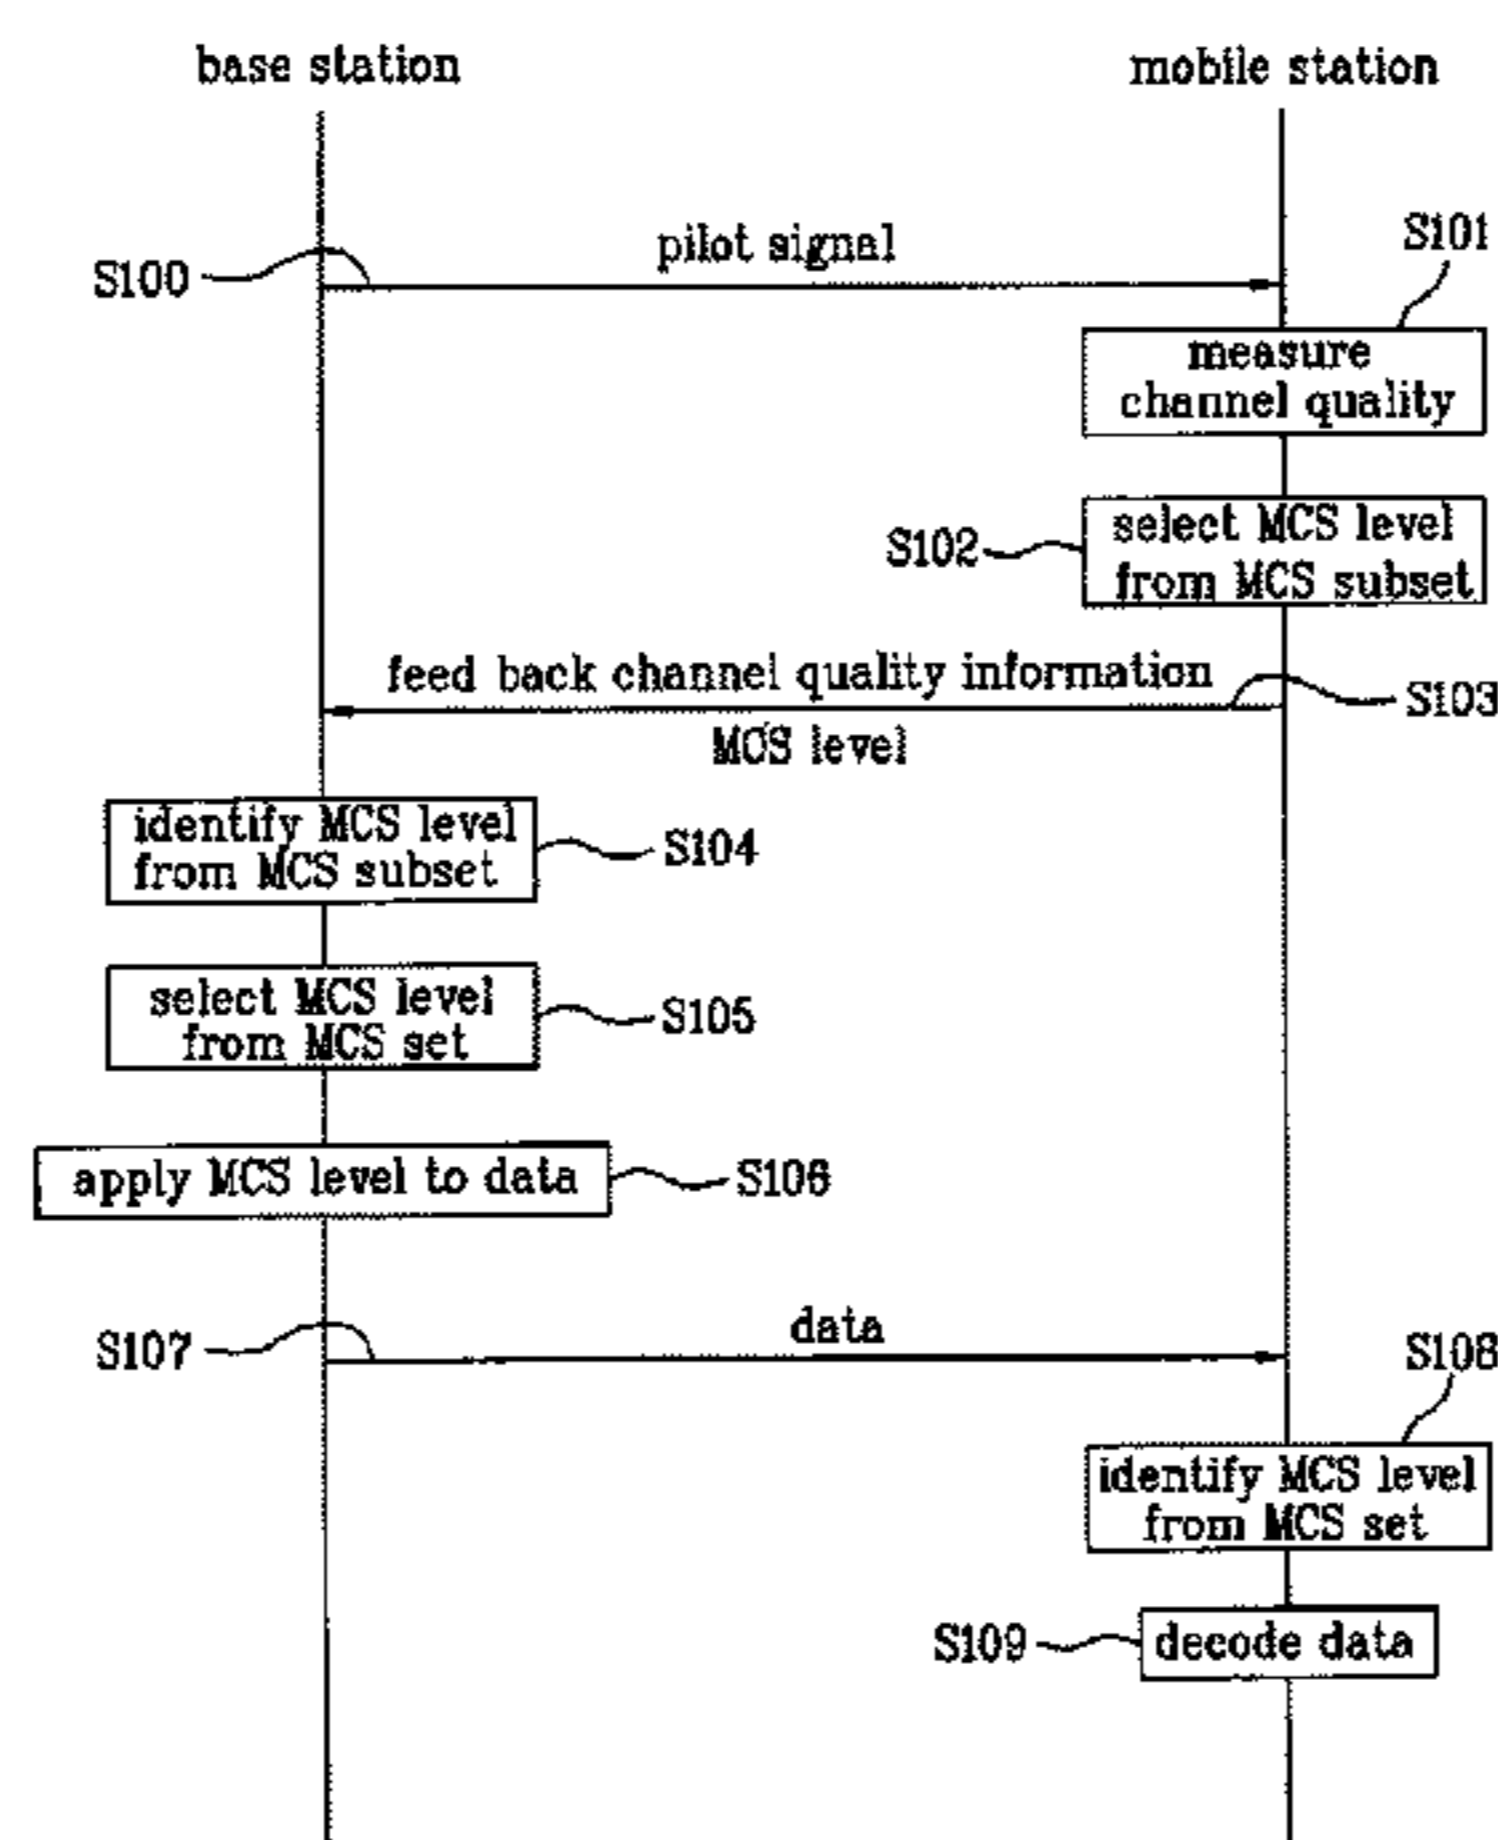 base station
mobile station
pilot signal
S100
S101
measure
channel quality
S102
select MCS level
from MCS subset
feed back channel quality information
S103
MCS level
identify MCS level
from MCS subset
S104
select MCS level
from MCS set
S105
apply MCS level to data
S106
data
S107
S108
identify MCS level
from MCS set
S109
decode data